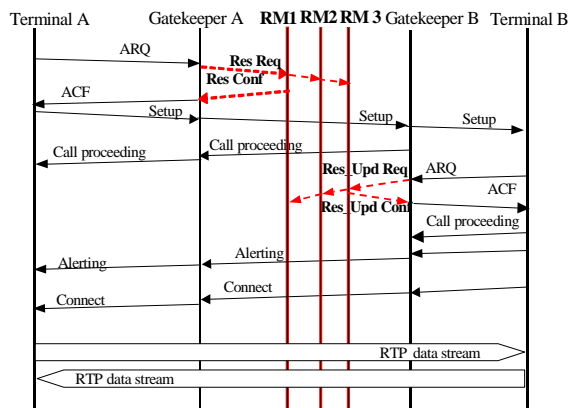 Terminal A Gatekeeper A RM1 RM2 RM 3 Gatekeeper B Terminal B
ARQ
Res Req
Res Conf
ACF
Setup
Setup
Setup
Call proceeding
Call proceeding
Res_Upd Req
ARQ
ACF
Res_Upd Conf
Call proceeding
Alerting
Alerting
Connect
Connect
RTP data stream
RTP data stream